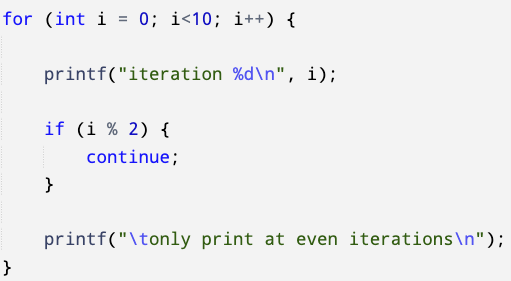 for (int i = 0; i<10; i++) {
printf("iteration %d\n", i);
if (i % 2) {
continue;
}
printf("\tonly print at even iterations\n");
}